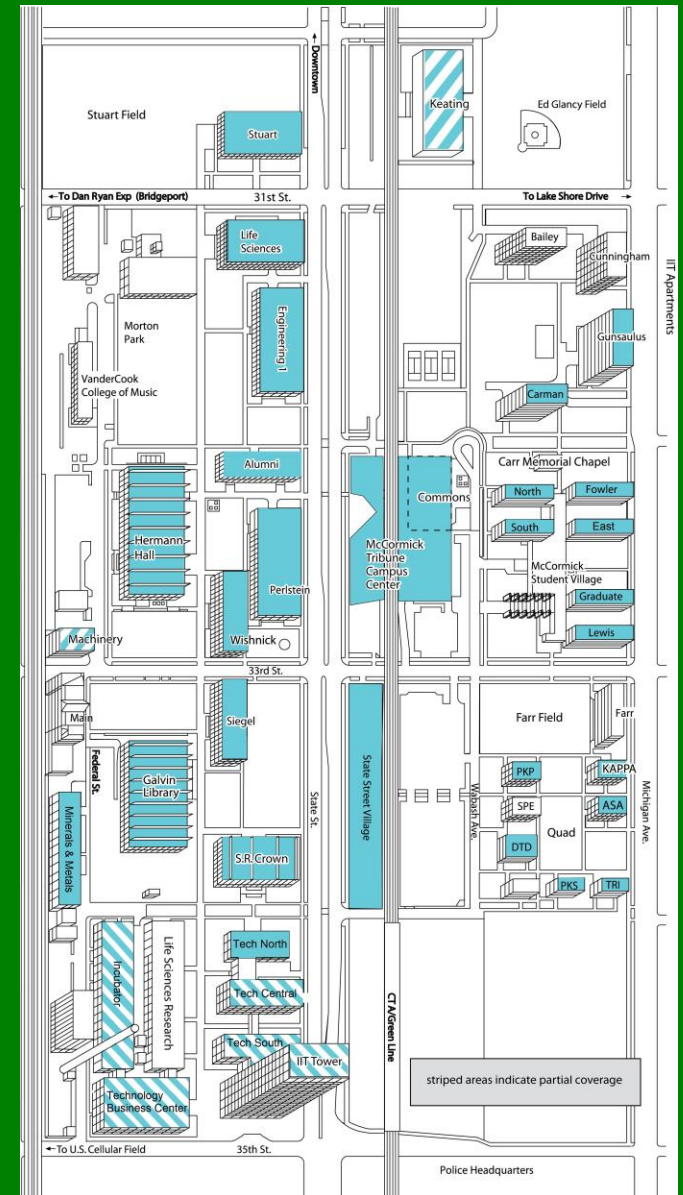 Downtown
Keating
Ed Glancy Field
Stuart Field
Stuart
←To Dan Ryan Exp (Bridgeport)
31st St.
To Lake Shore Drive →
Life
Sciences
Bailey
Cunningham
IIT Apartments
Engineering 1
Morton
Park
Gunsaulus
VanderCook
College of Music
Carman
Alumni
Carr Memorial Chapel
Commons
North
Fowler
South
East
Hermann
Hall
McCormick
Tribune
Campus
Center
McCormick
Student Village
Perlstein
Graduate
Machinery
Wishnick
Lewis
33rd St.
Main
Siegel
Farr Field
Farr
Federal St.
Galvin
Library
State St.
State Street Village
Wabash Ave.
Michigan Ave.
PKP
KAPPA
Minerals & Metals
SPE
ASA
Quad
DTD
S.R. Crown
PKS
TRI
Tech North
Life Sciences Research
Incubator
Tech Central
CT A/Green Line
Tech South
IIT Tower
striped areas indicate partial coverage
Technology
Business Center
←To U.S. Cellular Field
35th St.
Police Headquarters